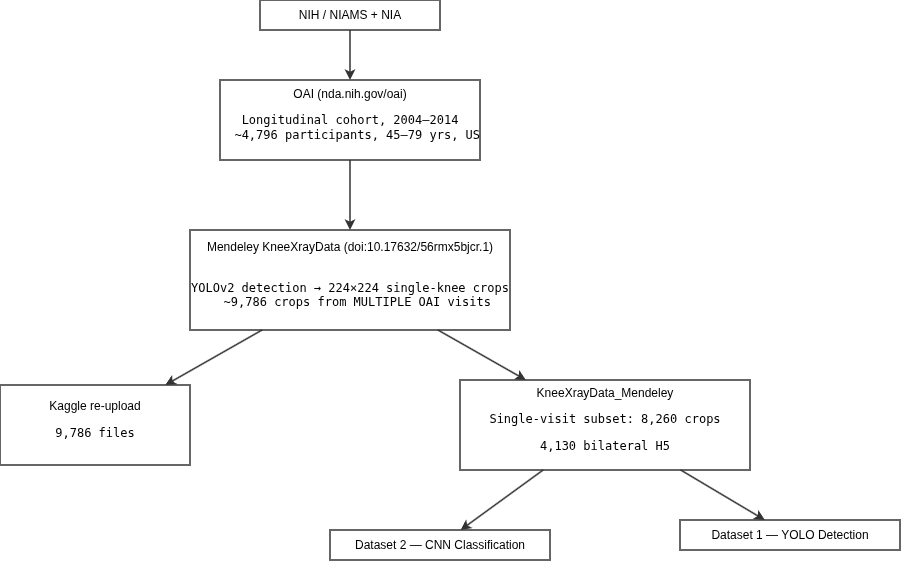 NIH / NIAMS + NIA
OAI (nda.nih.gov/oai)
Longitudinal cohort, 2004–2014
~4,796 participants, 45–79 yrs, US
Mendeley KneeXrayData (doi:10.17632/56rmx5bjcr.1)
YOLOv2 detection → 224×224 single-knee crops
~9,786 crops from MULTIPLE OAI visits
Kaggle re-upload
9,786 files
KneeXrayData_Mendeley
Single-visit subset: 8,260 crops
4,130 bilateral H5
Dataset 2 — CNN Classification
Dataset 1 — YOLO Detection